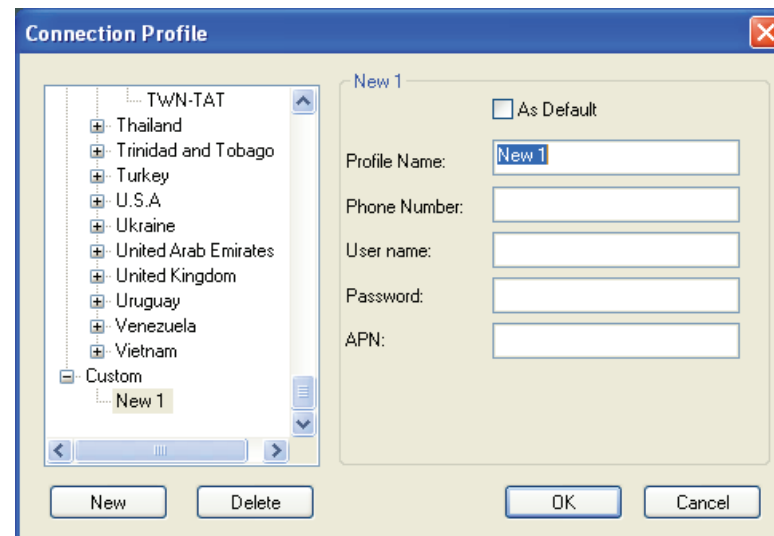 Connection Profile
TWN-TAT
Thailand
Trinidad and Tobago
Turkey
U.S.A
Ukraine
United Arab Emirates
United Kingdom
Uruguay
Venezuela
Vietnam
Custom
New 1
New
Delete
New 1
As Default
Profile Name:
New 1
Phone Number:
User name:
Password:
APN:
OK
Cancel